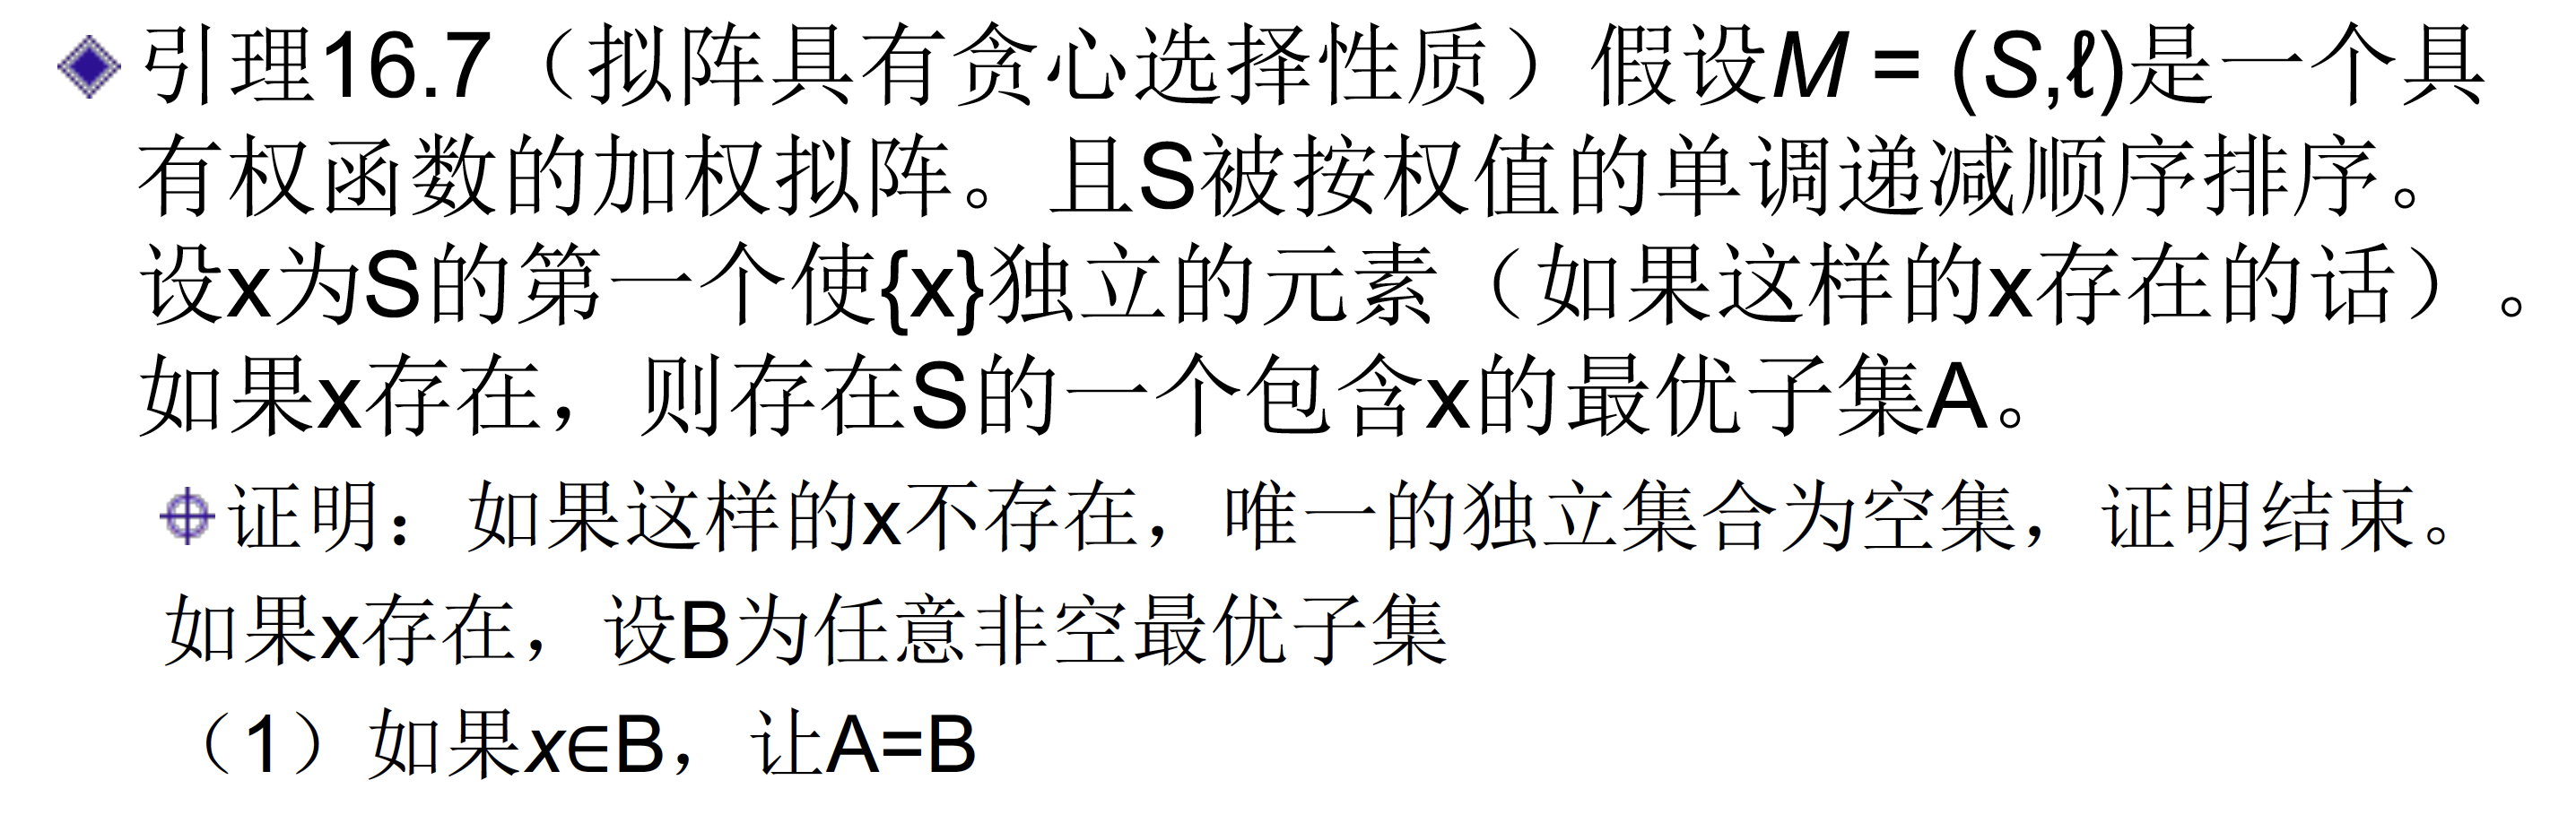 引理16.7（拟阵具有贪心选择性质）假设M = (S,ℓ)是一个具
有权函数的加权拟阵。且S被按权值的单调递减顺序排序。
设x为S的第一个使{x}独立的元素（如果这样的x存在的话）。
如果x存在，则存在S的一个包含x的最优子集A。
证明：如果这样的x不存在，唯一的独立集合为空集，证明结束。
如果x存在，设B为任意非空最优子集
（1）如果x∈B，让A=B